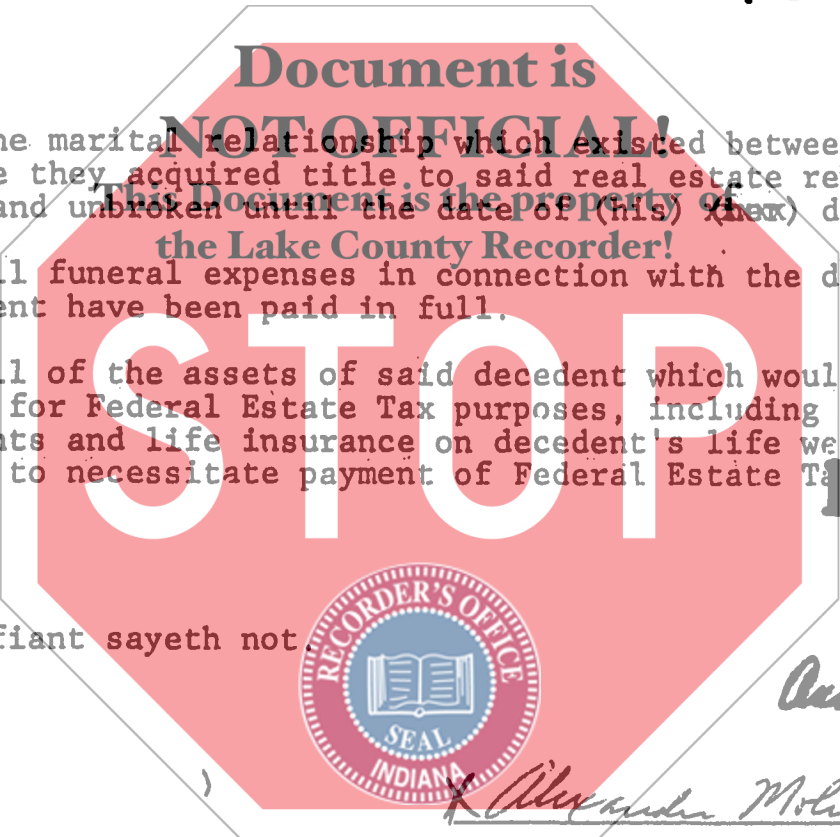 Document is
NOT OFFICIAL!
This Document is the property of
the Lake County Recorder!
STOP
he marital relationship which existed betwee
e they acquired title to said real estate re
and unbroken until the date of (his) (her) d
ll funeral expenses in connection with the d
ent have been paid in full.
ll of the assets of said decedent which woul
for Federal Estate Tax purposes, including
ts and life insurance on decedent's life we
to necessitate payment of Federal Estate Ta
fiant sayeth not.
RECORDER'S OFFICE
SEAL
INDIANA
X Alexander